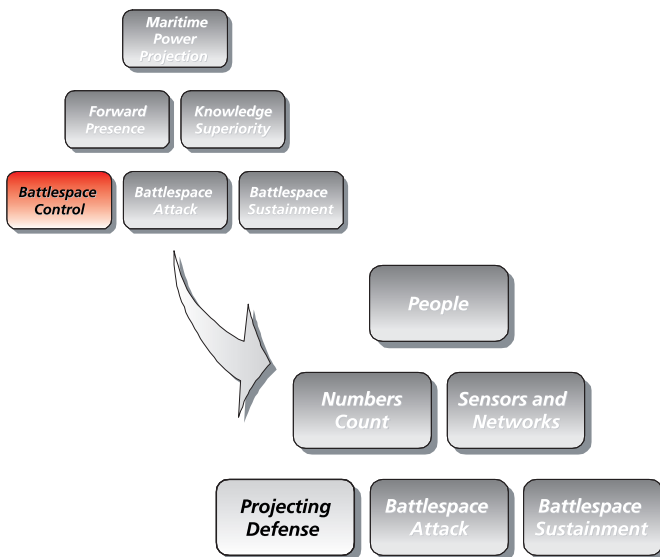 Maritime
Power
Projection
Forward
Presence
Knowledge
Superiority
Battlespace
Control
Battlespace
Attack
Battlespace
Sustainment
People
Numbers
Count
Sensors and
Networks
Projecting
Defense
Battlespace
Attack
Battlespace
Sustainment